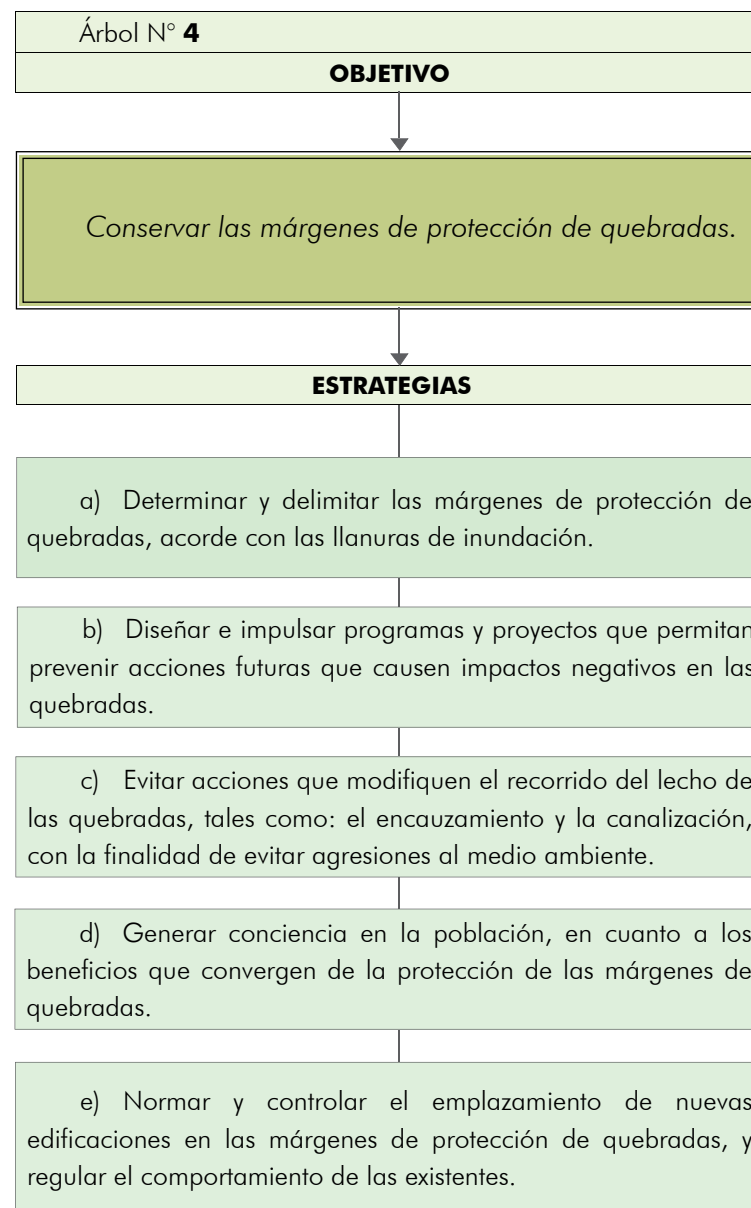 Árbol N° 4
OBJETIVO
Conservar las márgenes de protección de quebradas.
ESTRATEGIAS
a) Determinar y delimitar las márgenes de protección de
quebradas, acorde con las llanuras de inundación.
b) Diseñar e impulsar programas y proyectos que permitan
prevenir acciones futuras que causen impactos negativos en las
quebradas.
c) Evitar acciones que modifiquen el recorrido del lecho de
las quebradas, tales como: el encauzamiento y la canalización,
con la finalidad de evitar agresiones al medio ambiente.
d) Generar conciencia en la población, en cuanto a los
beneficios que convergen de la protección de las márgenes de
quebradas.
e) Normar y controlar el emplazamiento de nuevas
edificaciones en las márgenes de protección de quebradas, y
regular el comportamiento de las existentes.